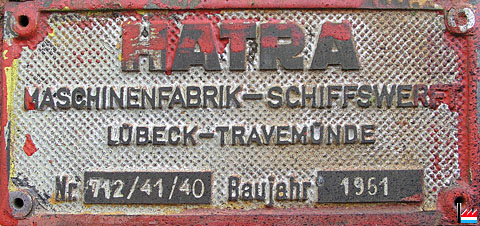 HATRA
MASCHINENFABRIK-SCHIFFSWERFT
LÜBECK-TRAVEMÜNDE
Nr 712/41/40 Baujahr 1961